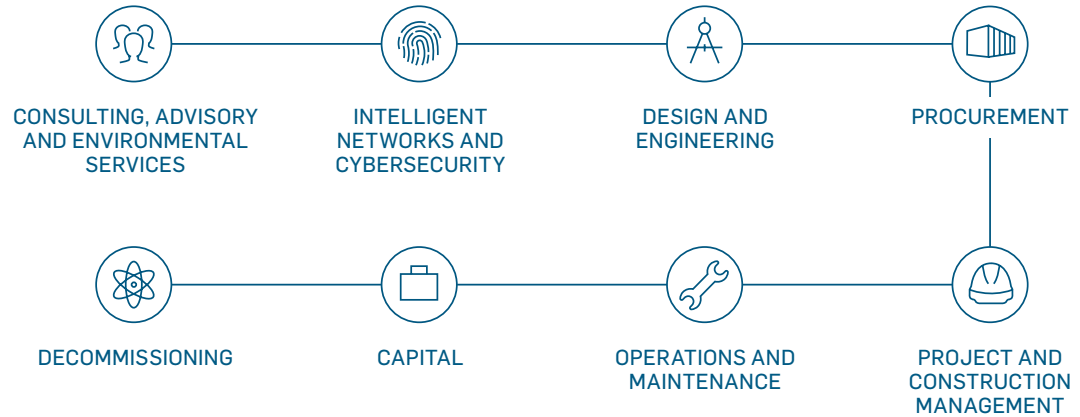 CONSULTING, ADVISORY
AND ENVIRONMENTAL
SERVICES
INTELLIGENT
NETWORKS AND
CYBERSECURITY
DESIGN AND
ENGINEERING
PROCUREMENT
DECOMMISSIONING
CAPITAL
OPERATIONS AND
MAINTENANCE
PROJECT AND
CONSTRUCTION
MANAGEMENT